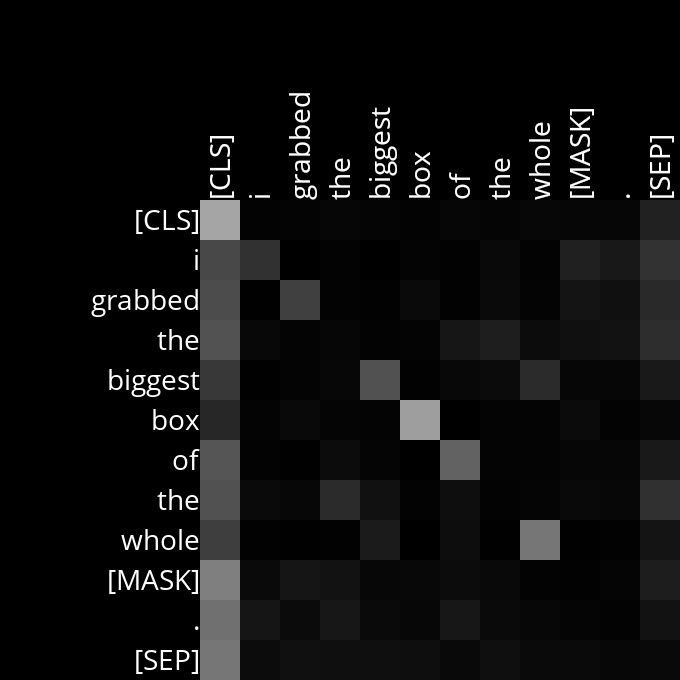 [CLS] i grabbed the biggest box of the whole [MASK] . [SEP]
[CLS]
i
grabbed
the
biggest
box
of
the
whole
[MASK]
.
[SEP]